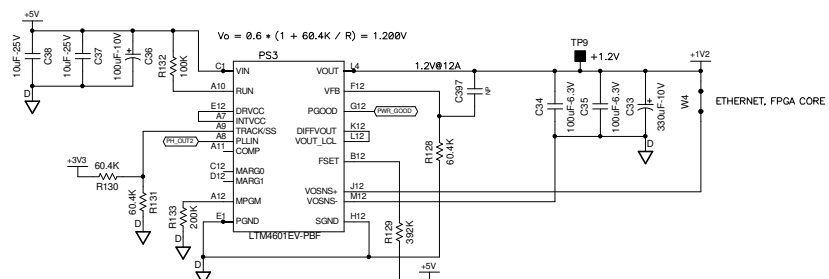 +5V
Vo = 0.6 * (1 + 60.4K / R) = 1.200V
10uF-25V
C38
10uF-25V
C37
100uF-10V
C36
R132
100K
D
PS3
C1
VIN
A10
RUN
E12
DRVCC
A7
INTVCC
A9
TRACK/SS
PH_OUT2
A8
PLLIN
A11
COMP
C12
MARG0
D12
MARG1
A12
MPGM
E1
PGND
VOUT
L4
VFB
F12
PGOOD
G12
PWR_GOOD
DIFFVOUT
K12
VOUT_LCL
L12
FSET
B12
VOSNS+
J12
VOSNS-
M12
SGND
H12
LTM4601EV-PBF
+3V3
60.4K
R130
60.4K
R131
D
R133
200K
D
D
1.2V@12A
C397
NP
R128
60.4K
R129
392K
+5V
TP9
+1.2V
C34
100uF-6.3V
C35
100uF-6.3V
C33
330uF-10V
D
+1V2
W4
ETHERNET, FPGA CORE